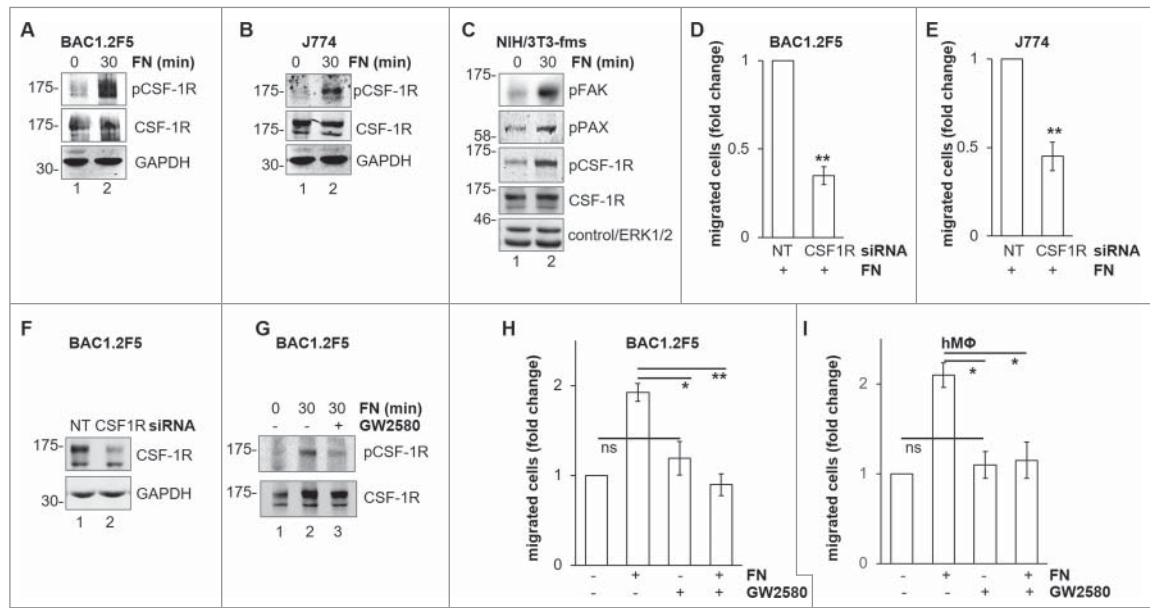 A
BAC1.2F5
0 30 FN (min)
175- pCSF-1R
175- CSF-1R
30- GAPDH
1 2
B
J774
0 30 FN (min)
175- pCSF-1R
175- CSF-1R
30- GAPDH
1 2
C
NIH/3T3-fms
0 30 FN (min)
175- pFAK
58- pPAX
175- pCSF-1R
175- CSF-1R
46- control/ERK1/2
1 2
D
BAC1.2F5
migrated cells (fold change)
1
0.5
0
**
NT CSF1R siRNA
+ + FN
E
J774
migrated cells (fold change)
1
0.5
0
**
NT CSF1R siRNA
+ + FN
F
BAC1.2F5
NT CSF1R siRNA
175- CSF-1R
30- GAPDH
1 2
G
BAC1.2F5
0 30 30 FN (min)
- - + GW2580
175- pCSF-1R
175- CSF-1R
1 2 3
H
BAC1.2F5
migrated cells (fold change)
2
1
0
ns
* **
- + - + FN
- - + + GW2580
I
hMΦ
migrated cells (fold change)
2
1
0
ns
* *
- + - + FN
- - + + GW2580